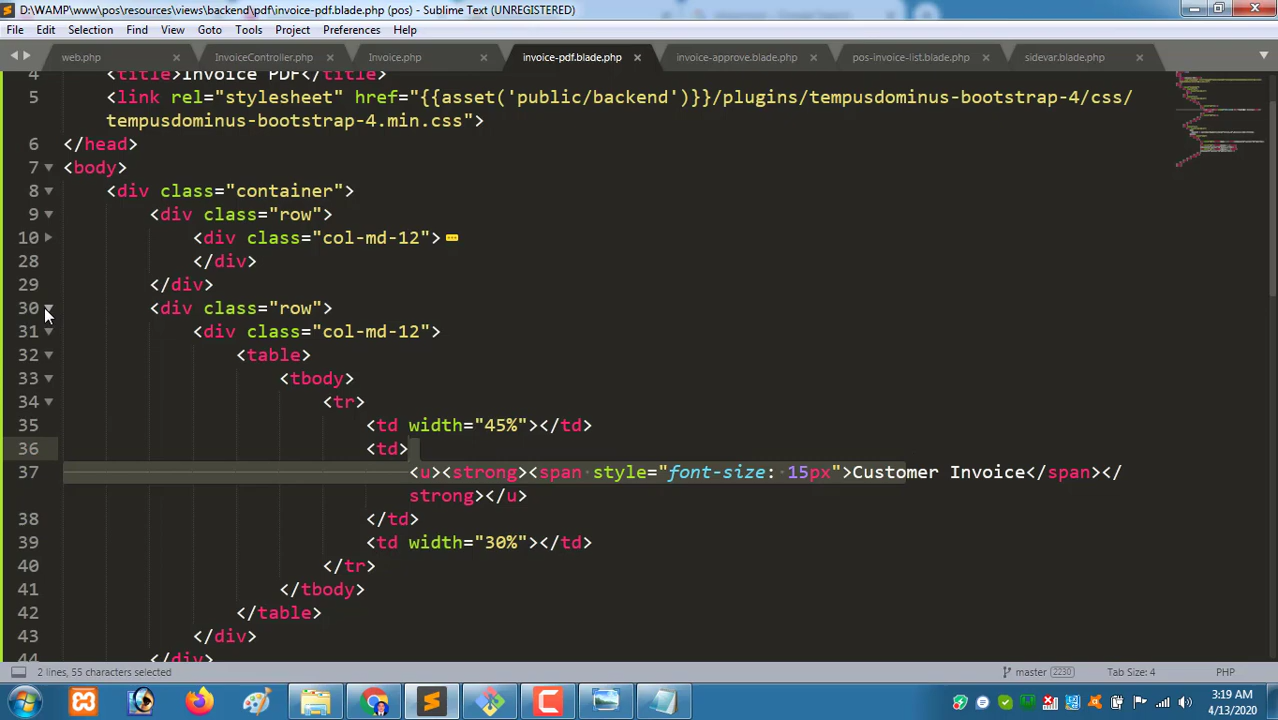 D:\WAMP\www\pos\resources\views\backend\pdf\invoice-pdf.blade.php (pos) - Sublime Text (UNREGISTERED)
File Edit Selection Find View Goto Tools Project Preferences Help
web.php InvoiceController.php Invoice.php invoice-pdf.blade.php invoice-approve.blade.php pos-invoice-list.blade.php sidevar.blade.php
4 <title>Invoice PDF</title>
5 <link rel="stylesheet" href="{{asset('public/backend')}}/plugins/tempusdominus-bootstrap-4/css/
tempusdominus-bootstrap-4.min.css">
6 </head>
7 <body>
8 <div class="container">
9 <div class="row">
10 <div class="col-md-12">
28 </div>
29 </div>
30 <div class="row">
31 <div class="col-md-12">
32 <table>
33 <tbody>
34 <tr>
35 <td width="45%"></td>
36 <td>
37 <u><strong><span style="font-size: 15px">Customer Invoice</span></
strong></u>
38 </td>
39 <td width="30%"></td>
40 </tr>
41 </tbody>
42 </table>
43 </div>
44 </div>
2 lines, 55 characters selected master 2230 Tab Size: 4 PHP
3:19 AM
4/13/2020